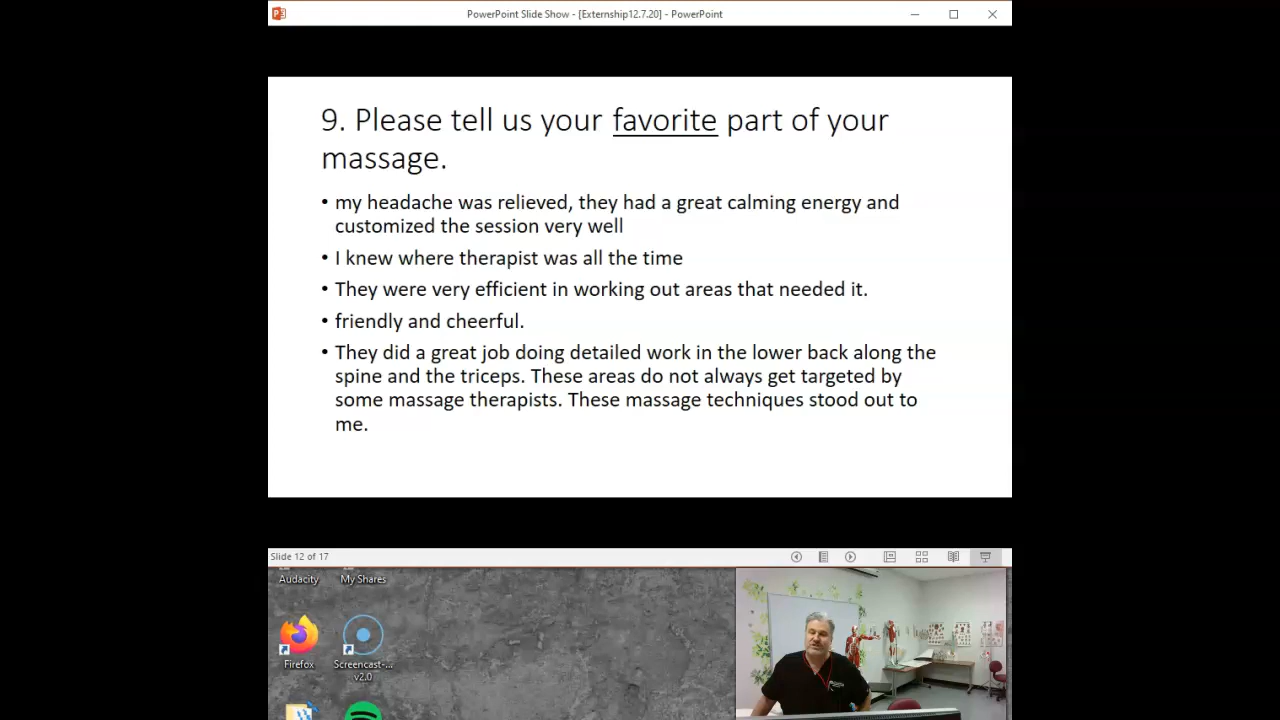 PowerPoint Slide Show - [Externship12.7.20] - PowerPoint
9. Please tell us your favorite part of your
massage.
• my headache was relieved, they had a great calming energy and
customized the session very well
• I knew where therapist was all the time
• They were very efficient in working out areas that needed it.
• friendly and cheerful.
• They did a great job doing detailed work in the lower back along the
spine and the triceps. These areas do not always get targeted by
some massage therapists. These massage techniques stood out to
me.
Slide 12 of 17
Audacity
My Shares
Firefox
Screencast-...
v2.0